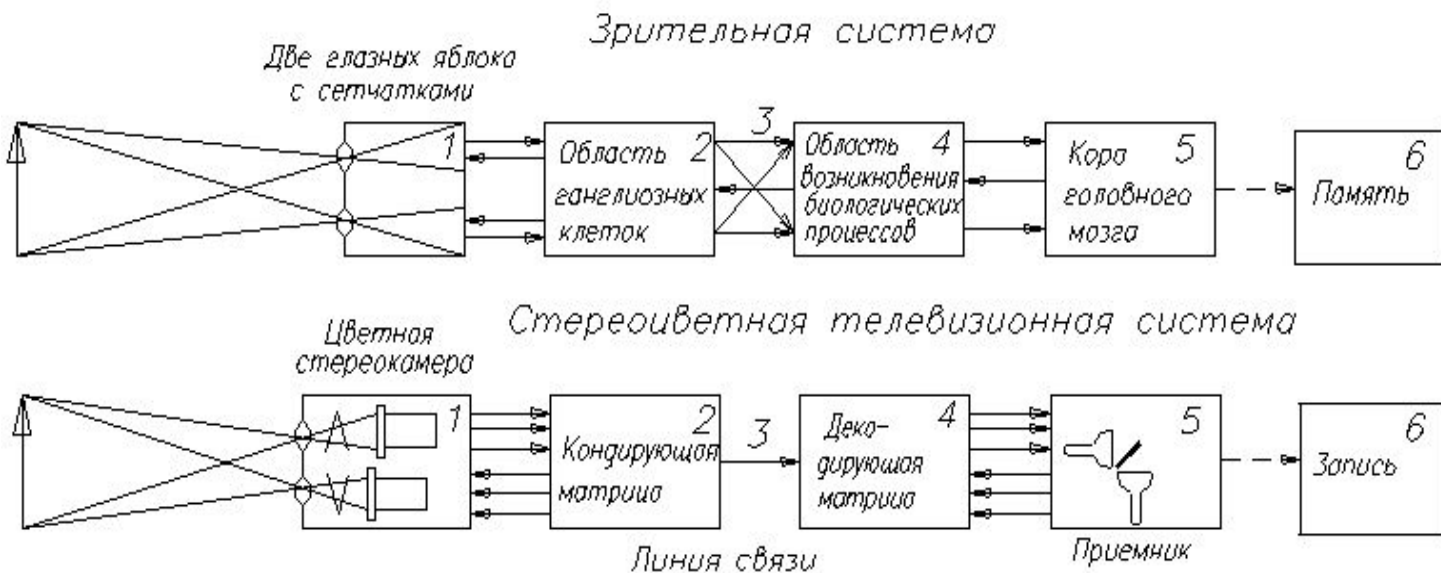 Зрительная система
Две глазных яблока
с сетчатками
1
Область 2
ганглиозных
клеток
3
Область 4
возникновения
биологических
процессов
Кора 5
головного
мозга
6
Память
Стереоцветная телевизионная система
Цветная
стереокамера
1
2
Кондирующая
матрица
3
Линия связи
Деко- 4
дирующая
матрица
5
Приемник
6
Запись